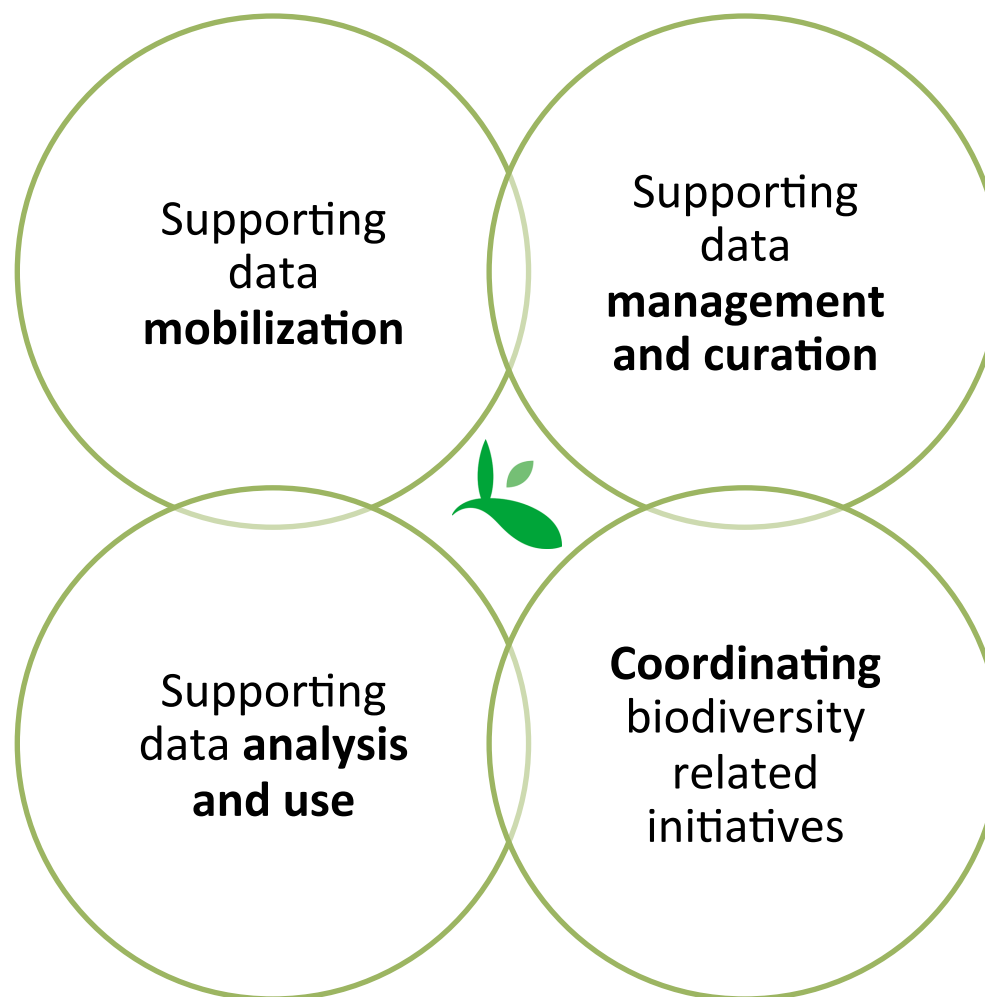 Supporting
data
mobilization
Supporting
data
management
and curation
Supporting
data analysis
and use
Coordinating
biodiversity
related
initiatives